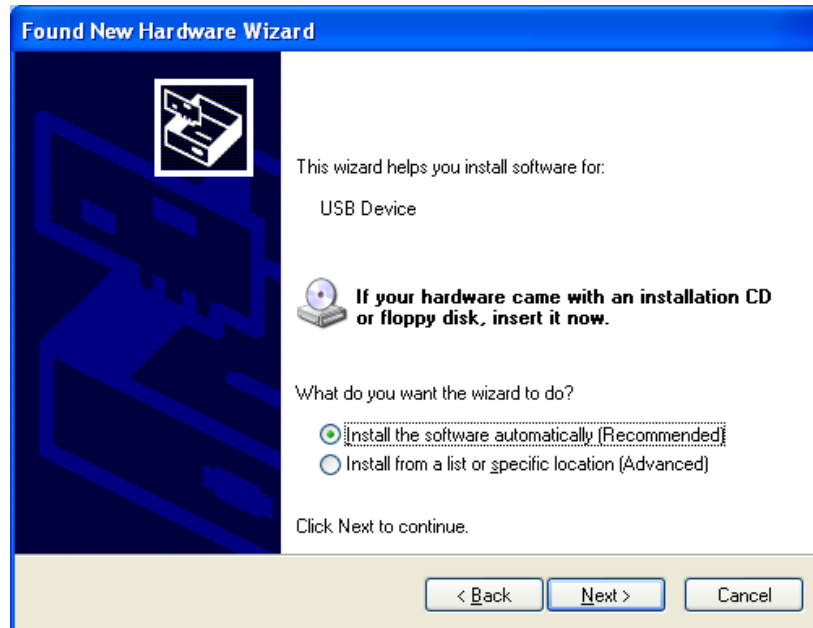 Found New Hardware Wizard
This wizard helps you install software for:
USB Device
If your hardware came with an installation CD
or floppy disk, insert it now.
What do you want the wizard to do?
Install the software automatically (Recommended)
Install from a list or specific location (Advanced)
Click Next to continue.
< Back Next > Cancel